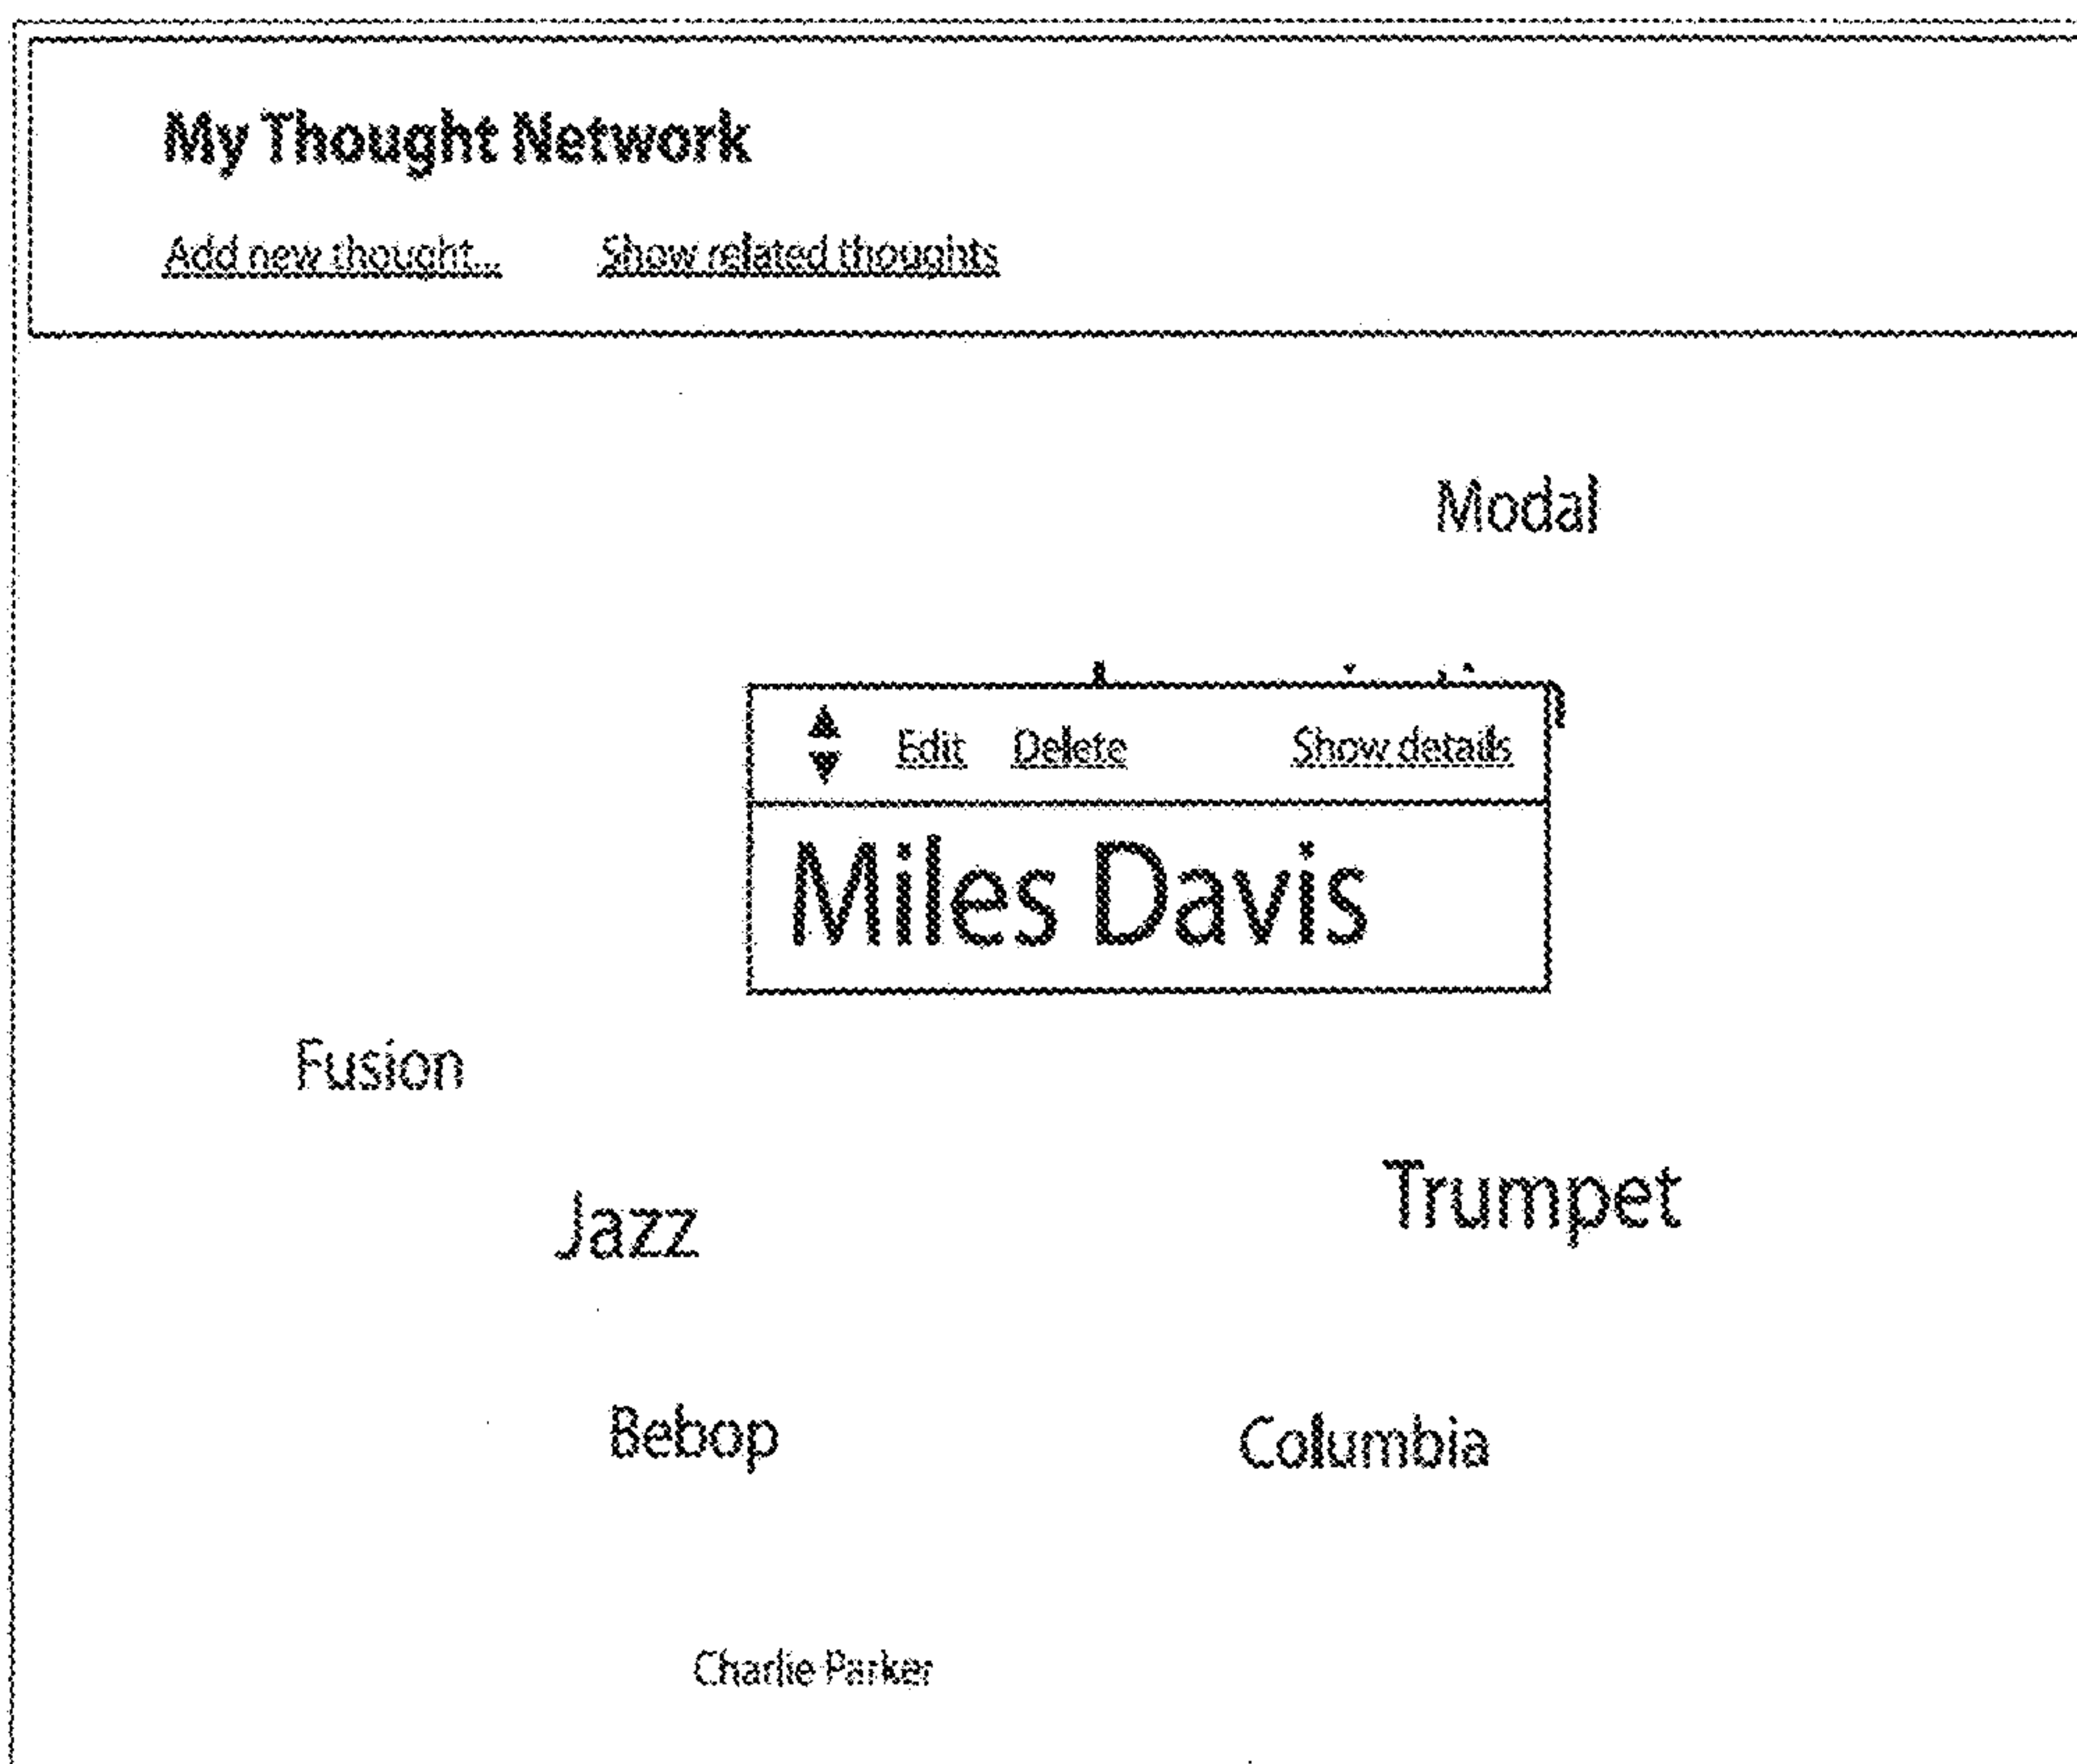 My Thought Network
Add new thought... Show related thoughts
Modal
Edit Delete Show details
Miles Davis
Fusion
Trumpet
Jazz
Bebop
Columbia
Charlie Parker